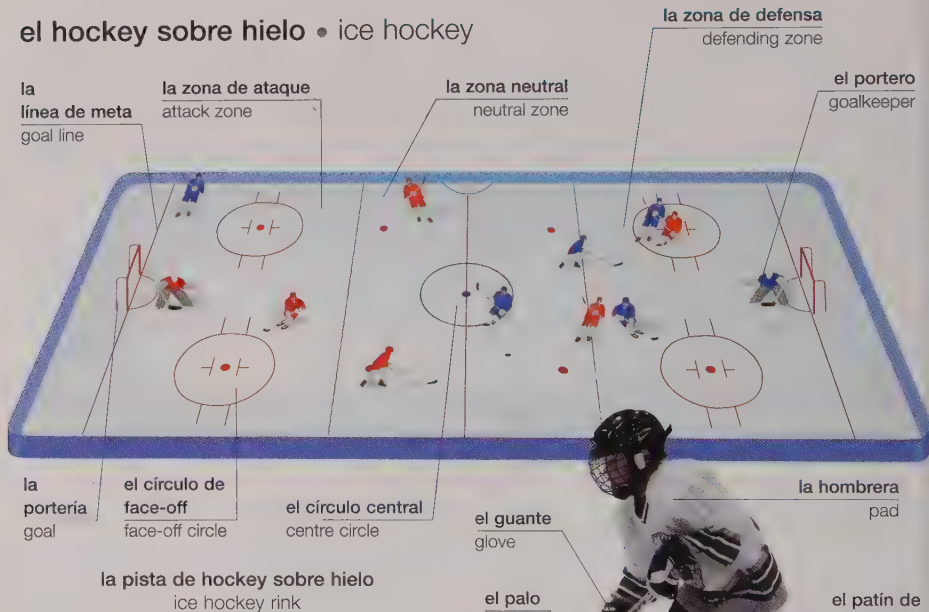 el hockey sobre hielo • ice hockey
la zona de defensa
defending zone
la
línea de meta
goal line
la zona de ataque
attack zone
la zona neutral
neutral zone
el portero
goalkeeper
la
portería
goal
el círculo de
face-off
face-off circle
el círculo central
centre circle
la hombrera
pad
el guante
glove
la pista de hockey sobre hielo
ice hockey rink
el palo
el patín de